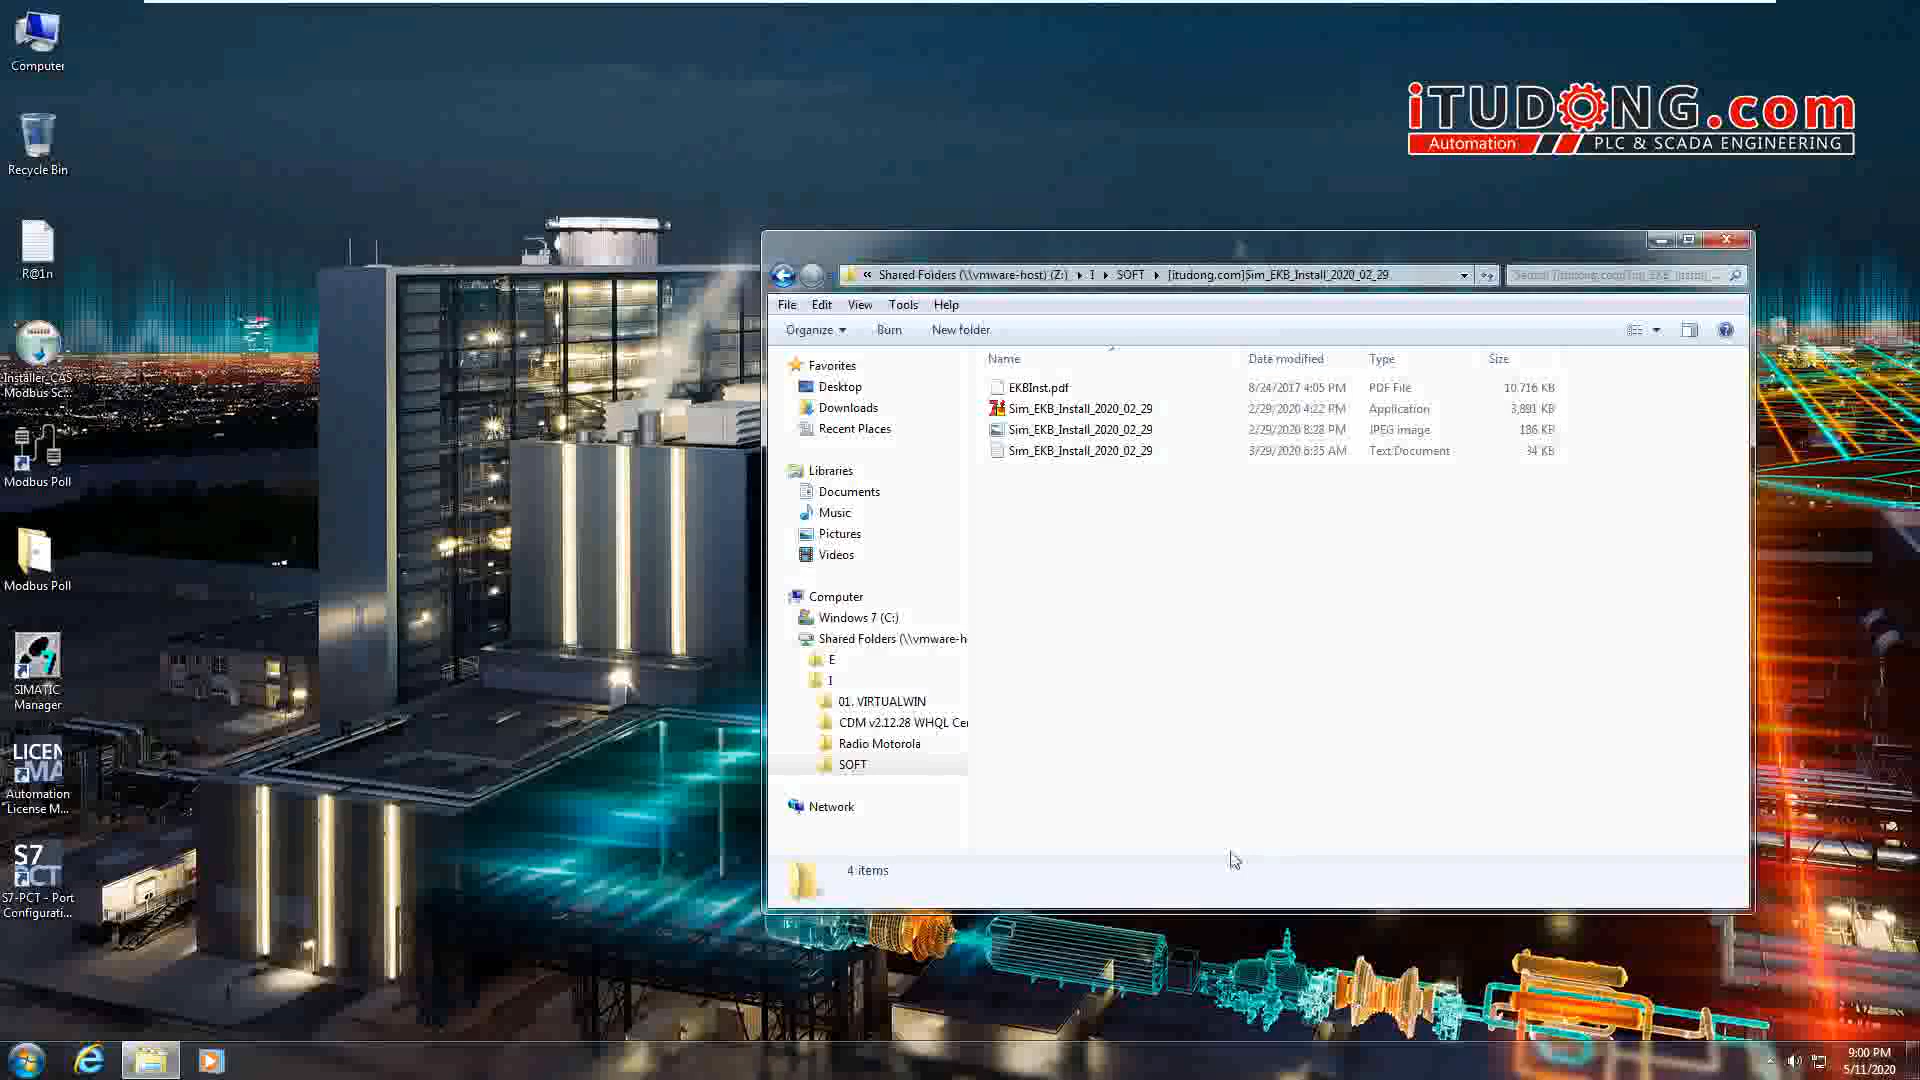 Computer
Recycle Bin
R@1n
Installer_CAS
Modbus Sc...
Modbus Poll
Modbus Poll
SIMATIC
Manager
Automation
License M...
S7-PCT - Port
Configurati...
iTUDONG.com
Automation PLC & SCADA ENGINEERING
« Shared Folders (\\vmware-host) (Z:) ▸ I ▸ SOFT ▸ [itudong.com]Sim_EKB_Install_2020_02_29
File Edit View Tools Help
Organize Burn New folder
Favorites
Desktop
Downloads
Recent Places
Libraries
Documents
Music
Pictures
Videos
Computer
Windows 7 (C:)
Shared Folders (\\vmware-h
E
I
01. VIRTUALWIN
CDM v2.12.28 WHQL Cer
Radio Motorola
SOFT
Network
Name Date modified Type Size
EKBInst.pdf 8/24/2017 4:05 PM PDF File 10,716 KB
Sim_EKB_Install_2020_02_29 2/29/2020 4:22 PM Application 3,891 KB
Sim_EKB_Install_2020_02_29 2/29/2020 8:28 PM JPEG image 186 KB
Sim_EKB_Install_2020_02_29 3/29/2020 6:35 AM Text Document 34 KB
4 items
9:00 PM
5/11/2020